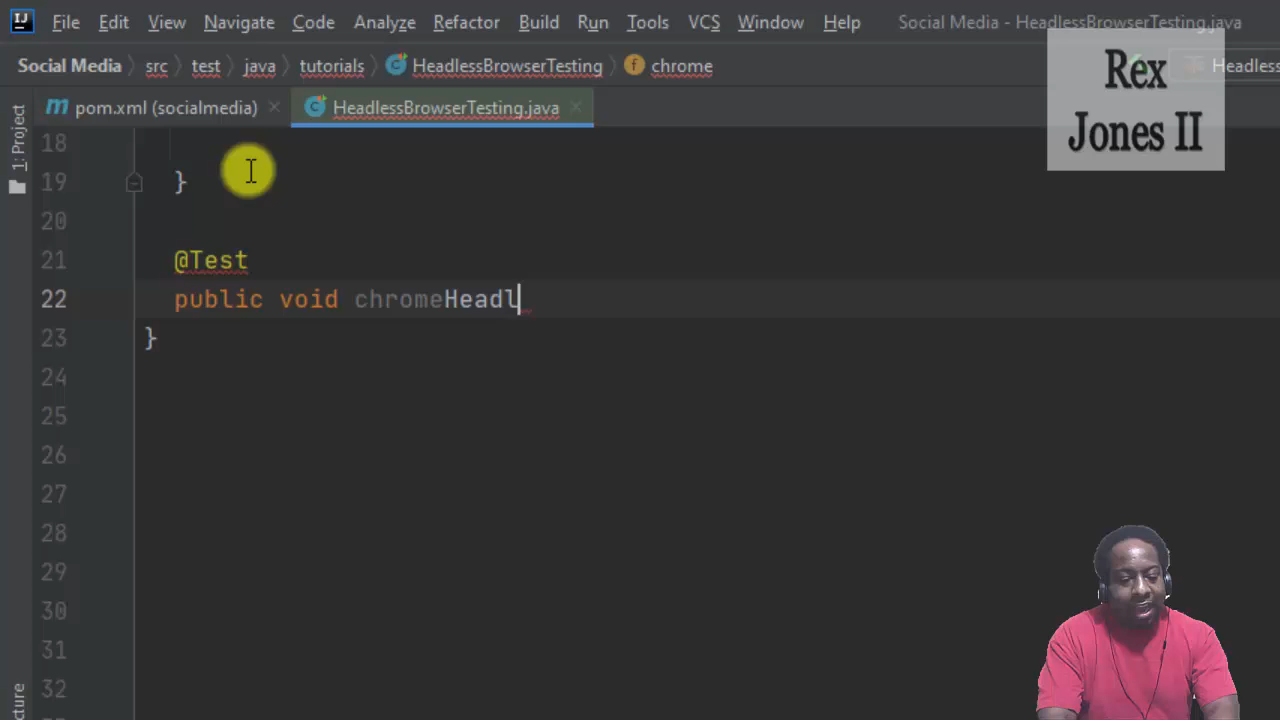 File Edit View Navigate Code Analyze Refactor Build Run Tools VCS Window Help Social Media - HeadlessBrowserTesting.java
Social Media src test java tutorials HeadlessBrowserTesting chrome Headless
Rex
Jones II
pom.xml (socialmedia) HeadlessBrowserTesting.java
1: Project
18
19 }
20
21 @Test
22 public void chromeHeadl
23 }
24
25
26
27
28
29
30
31
32